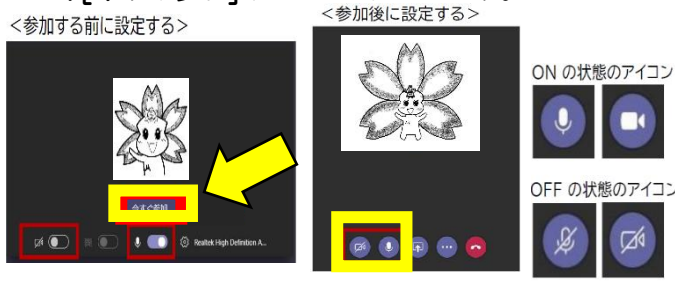 <参加する前に設定する>
今すぐ参加
Realtek High Definition A...
<参加後に設定する>
ON の状態のアイコン
OFF の状態のアイコン